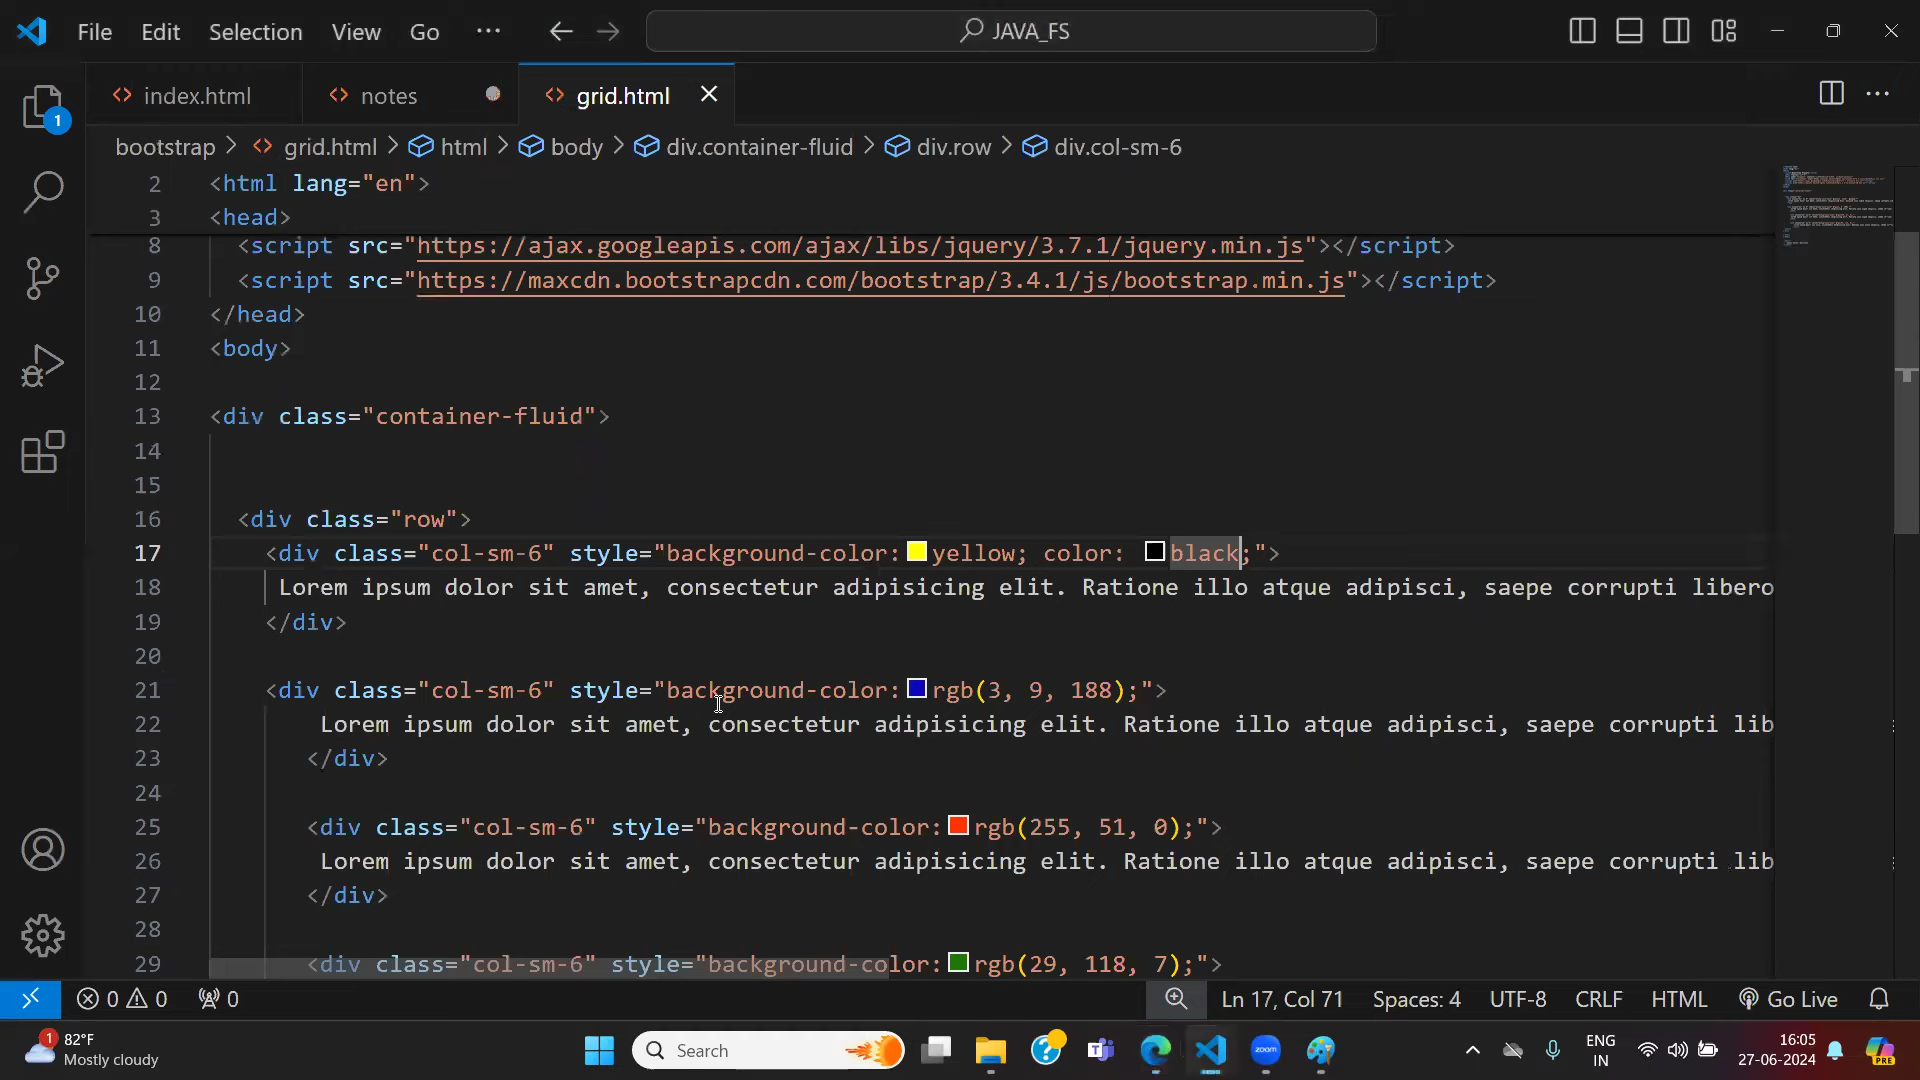 File Edit Selection View Go ··· JAVA_FS
index.html notes grid.html
bootstrap > grid.html > html > body > div.container-fluid > div.row > div.col-sm-6
2 <html lang="en">
3 <head>
8 <script src="https://ajax.googleapis.com/ajax/libs/jquery/3.7.1/jquery.min.js"></script>
9 <script src="https://maxcdn.bootstrapcdn.com/bootstrap/3.4.1/js/bootstrap.min.js"></script>
10 </head>
11 <body>
12
13 <div class="container-fluid">
14
15
16 <div class="row">
17 <div class="col-sm-6" style="background-color: yellow; color: black;">
18 Lorem ipsum dolor sit amet, consectetur adipisicing elit. Ratione illo atque adipisci, saepe corrupti libero
19 </div>
20
21 <div class="col-sm-6" style="background-color: rgb(3, 9, 188);">
22 Lorem ipsum dolor sit amet, consectetur adipisicing elit. Ratione illo atque adipisci, saepe corrupti lib
23 </div>
24
25 <div class="col-sm-6" style="background-color: rgb(255, 51, 0);">
26 Lorem ipsum dolor sit amet, consectetur adipisicing elit. Ratione illo atque adipisci, saepe corrupti lib
27 </div>
28
29 <div class="col-sm-6" style="background-color: rgb(29, 118, 7);">
1
0 0 0 Ln 17, Col 71 Spaces: 4 UTF-8 CRLF HTML Go Live
1 82°F
Mostly cloudy
Search
zoom
ENG
IN
16:05
27-06-2024
PRE